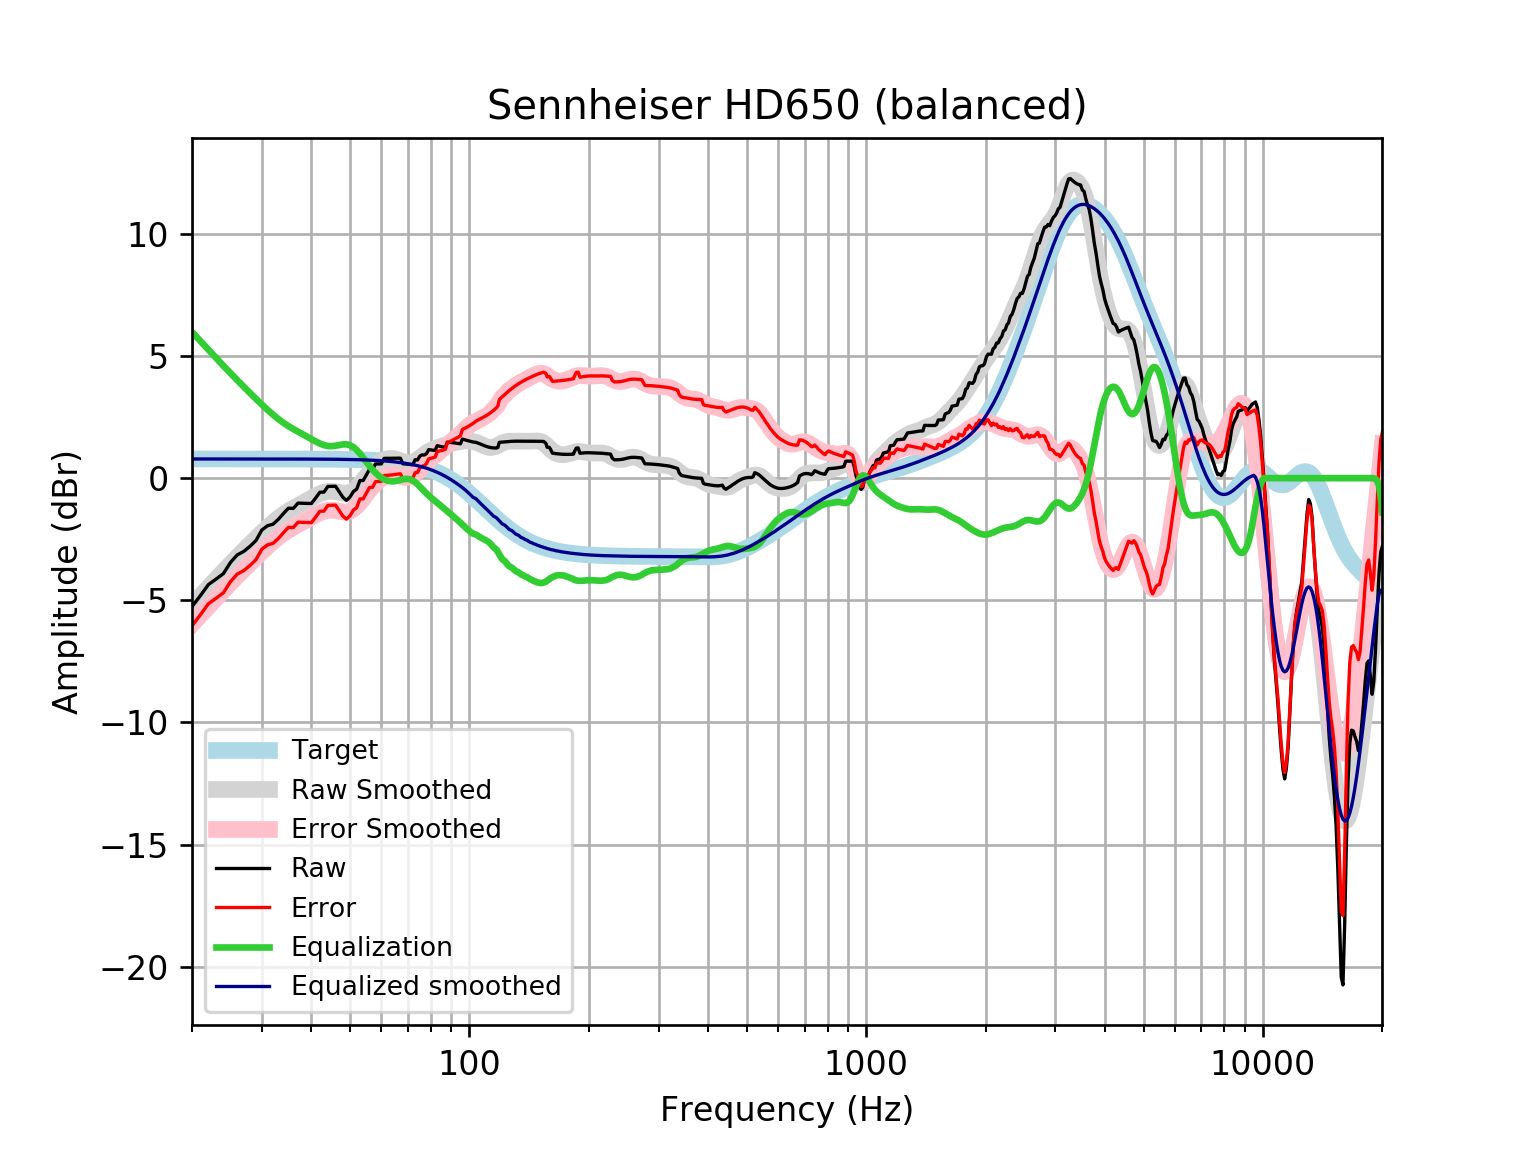 Sennheiser HD650 (balanced)
Amplitude (dBr)
10
5
0
−5
−10
−15
−20
Target
Raw Smoothed
Error Smoothed
Raw
Error
Equalization
Equalized smoothed
100 1000 10000
Frequency (Hz)